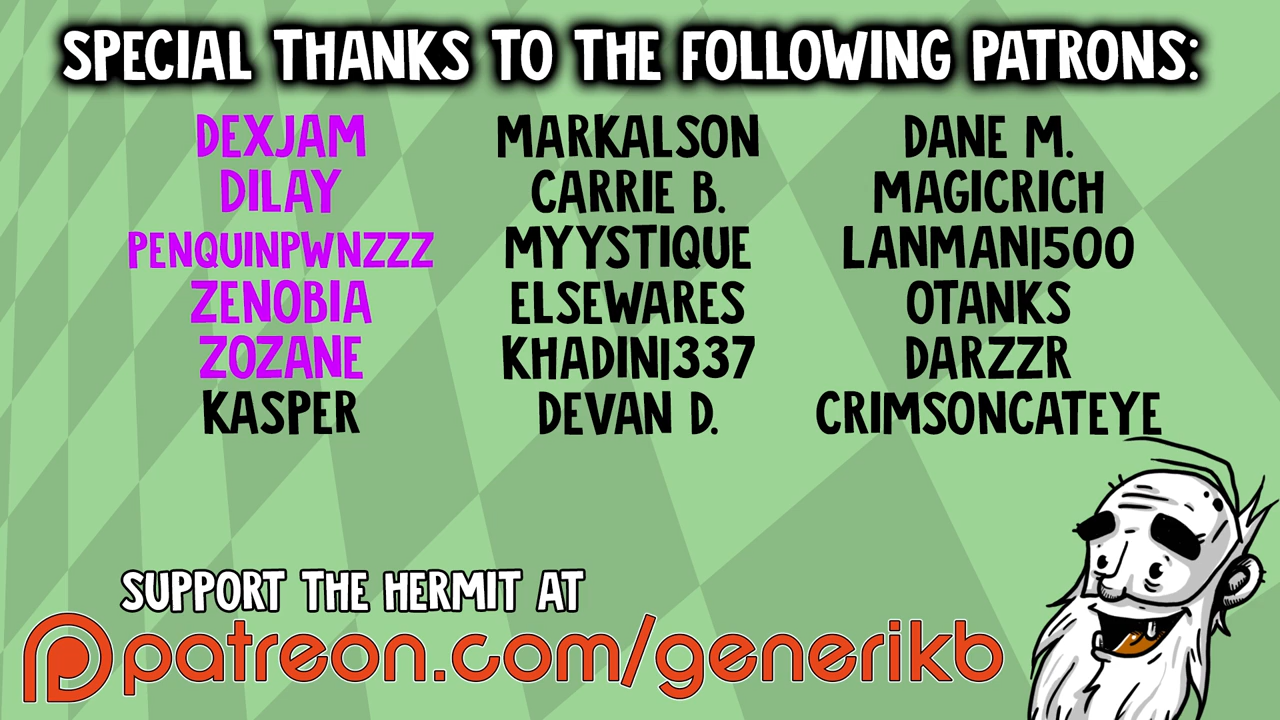 SPECIAL THANKS TO THE FOLLOWING PATRONS:
DEXJAM
DILAY
PENQUINPWNZZZ
ZENOBIA
ZOZANE
KASPER
MARKALSON
CARRIE B.
MYYSTIQUE
ELSEWARES
KHADIN1337
DEVAN D.
DANE M.
MAGICRICH
LANMAN1500
OTANKS
DARZZR
CRIMSONCATEYE
SUPPORT THE HERMIT AT
patreon.com/generikb